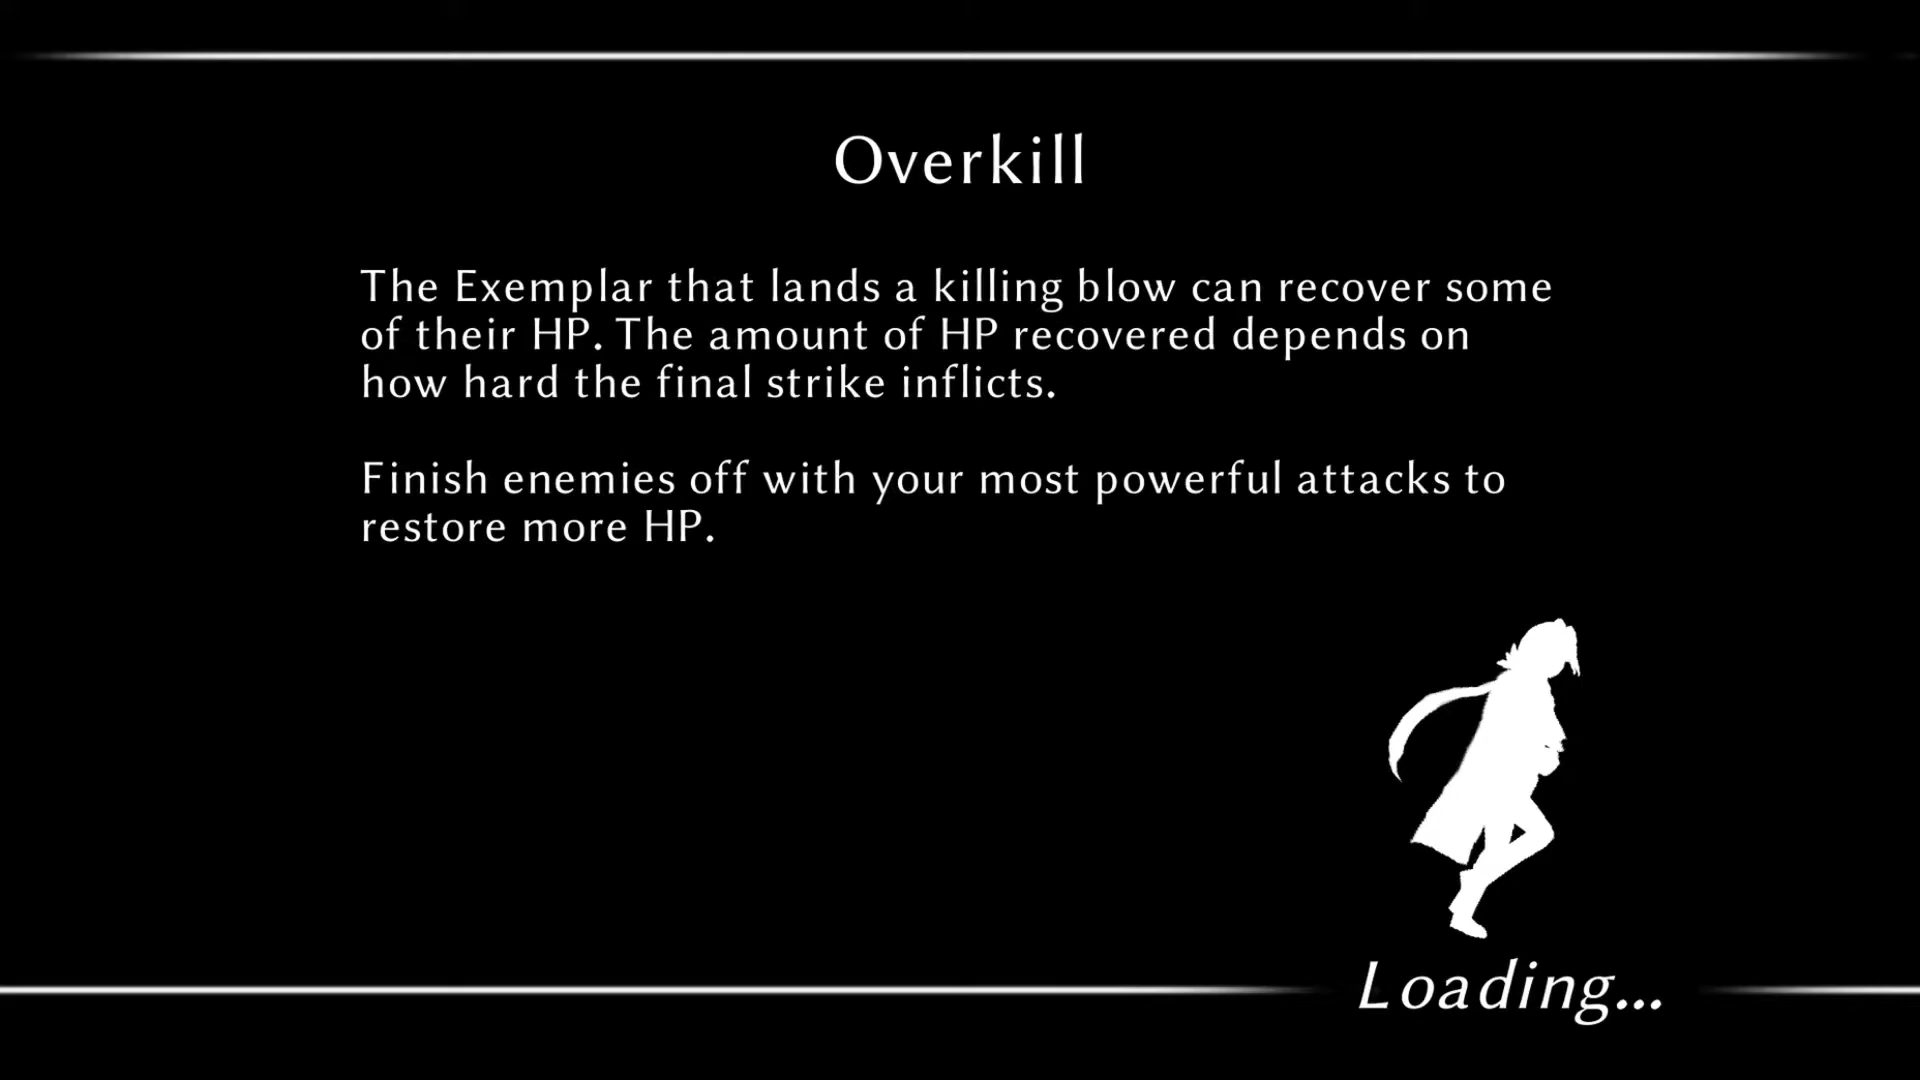 Overkill
The Exemplar that lands a killing blow can recover some
of their HP. The amount of HP recovered depends on
how hard the final strike inflicts.
Finish enemies off with your most powerful attacks to
restore more HP.
Loading...